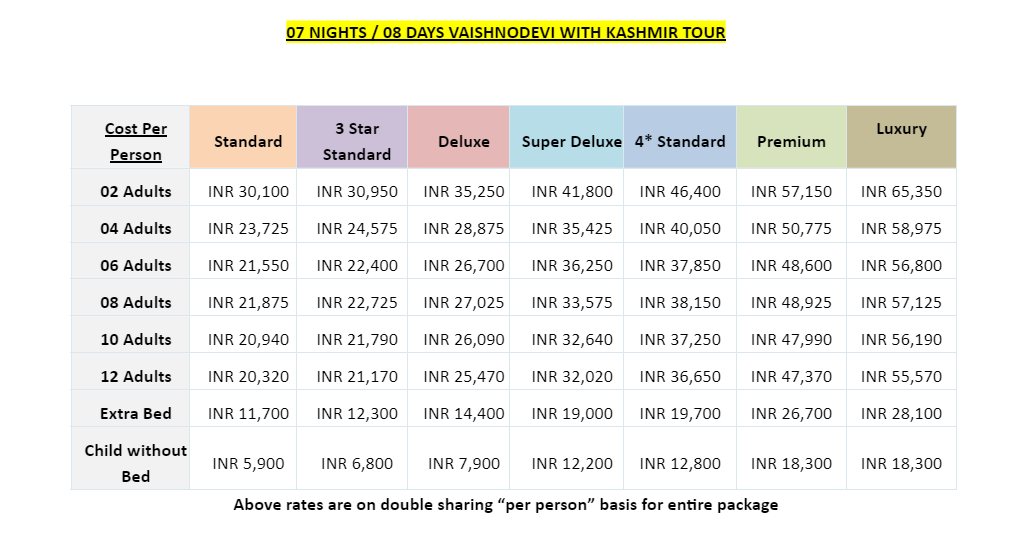 07 NIGHTS / 08 DAYS VAISHNODEVI WITH KASHMIR TOUR
Cost Per Person Standard 3 Star Standard Deluxe Super Deluxe 4* Standard Premium Luxury
02 Adults INR 30,100 INR 30,950 INR 35,250 INR 41,800 INR 46,400 INR 57,150 INR 65,350
04 Adults INR 23,725 INR 24,575 INR 28,875 INR 35,425 INR 40,050 INR 50,775 INR 58,975
06 Adults INR 21,550 INR 22,400 INR 26,700 INR 36,250 INR 37,850 INR 48,600 INR 56,800
08 Adults INR 21,875 INR 22,725 INR 27,025 INR 33,575 INR 38,150 INR 48,925 INR 57,125
10 Adults INR 20,940 INR 21,790 INR 26,090 INR 32,640 INR 37,250 INR 47,990 INR 56,190
12 Adults INR 20,320 INR 21,170 INR 25,470 INR 32,020 INR 36,650 INR 47,370 INR 55,570
Extra Bed INR 11,700 INR 12,300 INR 14,400 INR 19,000 INR 19,700 INR 26,700 INR 28,100
Child without Bed INR 5,900 INR 6,800 INR 7,900 INR 12,200 INR 12,800 INR 18,300 INR 18,300
Above rates are on double sharing “per person” basis for entire package